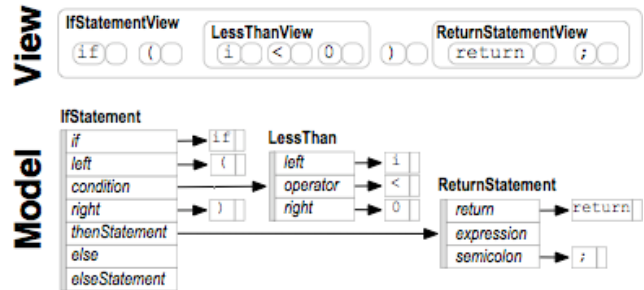 View
IfStatementView
LessThanView
ReturnStatementView
if ( i < 0 ) return ;
Model
IfStatement
if if
left (
condition
right )
thenStatement
else
elseStatement
LessThan
left i
operator <
right 0
ReturnStatement
return return
expression
semicolon ;